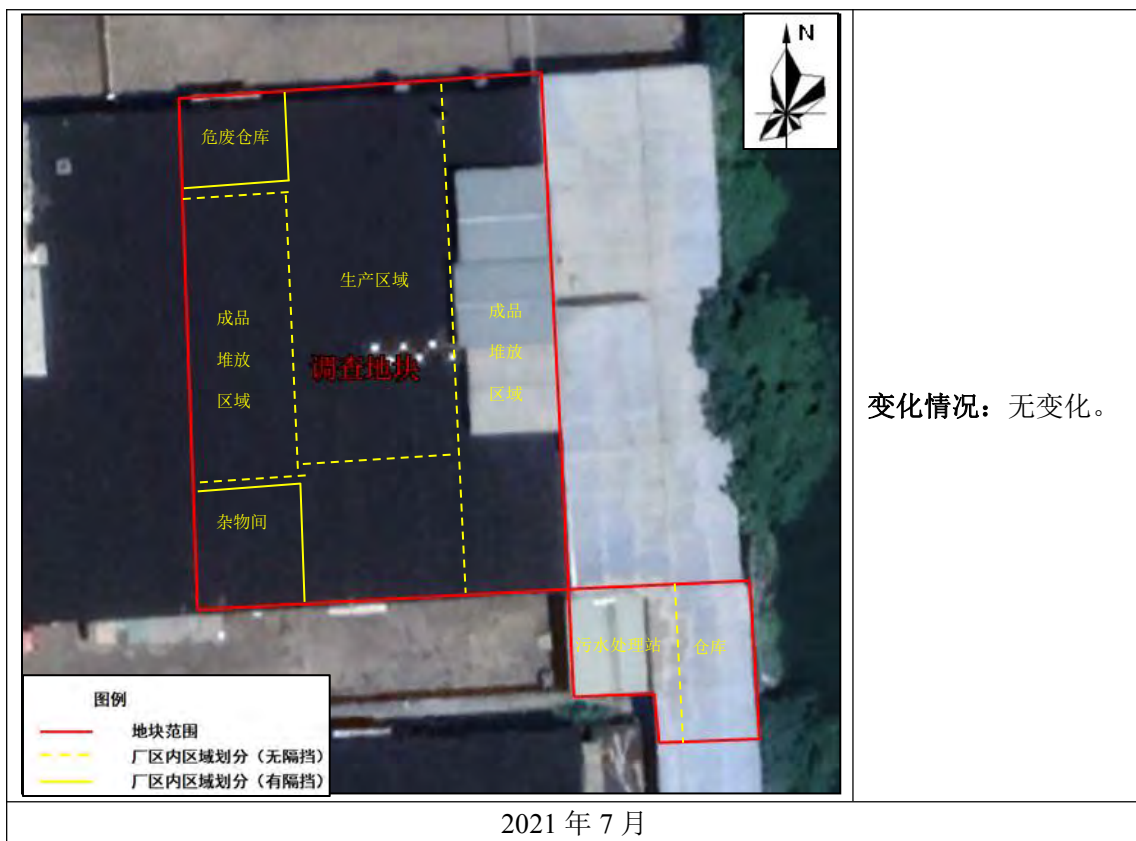 N
危废仓库
生产区域
成品
堆放
区域
成品
堆放
区域
调查地块
杂物间
污水处理站
仓库
图例
地块范围
厂区内区域划分（无隔挡）
厂区内区域划分（有隔挡）
变化情况：无变化。
2021 年 7 月